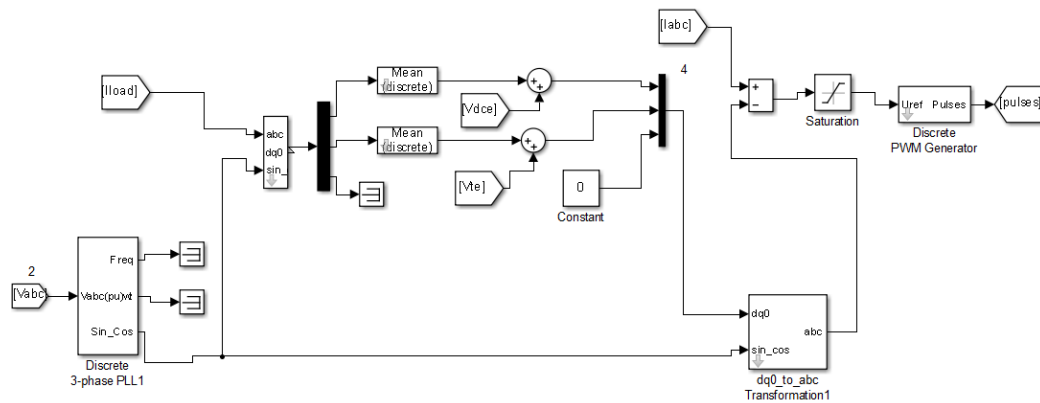 [Iabc]
4
[Iload]
Mean
(discrete)
+
+
[Vdce]
+
−
Saturation
Uref Pulses
[pulses]
Discrete
PWM Generator
abc
dq0
sin_
Mean
(discrete)
+
+
[Vte]
0
Constant
2
[Vabc]
Freq
Vabc(pu)wt
Sin_Cos
Discrete
3-phase PLL1
dq0
abc
sin_cos
dq0_to_abc
Transformation1